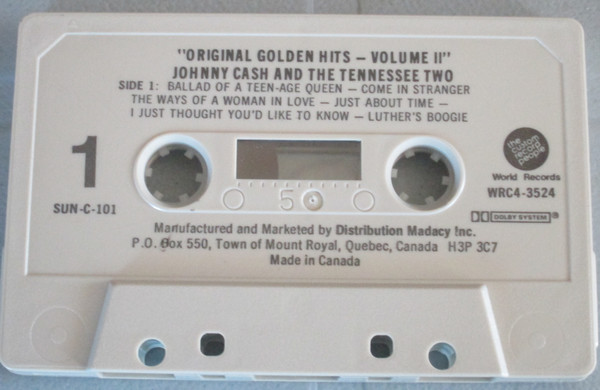 "ORIGINAL GOLDEN HITS – VOLUME II"
JOHNNY CASH AND THE TENNESSEE TWO
SIDE 1: BALLAD OF A TEEN-AGE QUEEN – COME IN STRANGER
THE WAYS OF A WOMAN IN LOVE – JUST ABOUT TIME –
I JUST THOUGHT YOU'D LIKE TO KNOW – LUTHER'S BOOGIE
1
SUN-C-101
5
the custom record people
World Records
WRC4-3524
DOLBY SYSTEM ®
Manufactured and Marketed by Distribution Madacy Inc.
P.O. Box 550, Town of Mount Royal, Quebec, Canada H3P 3C7
Made in Canada